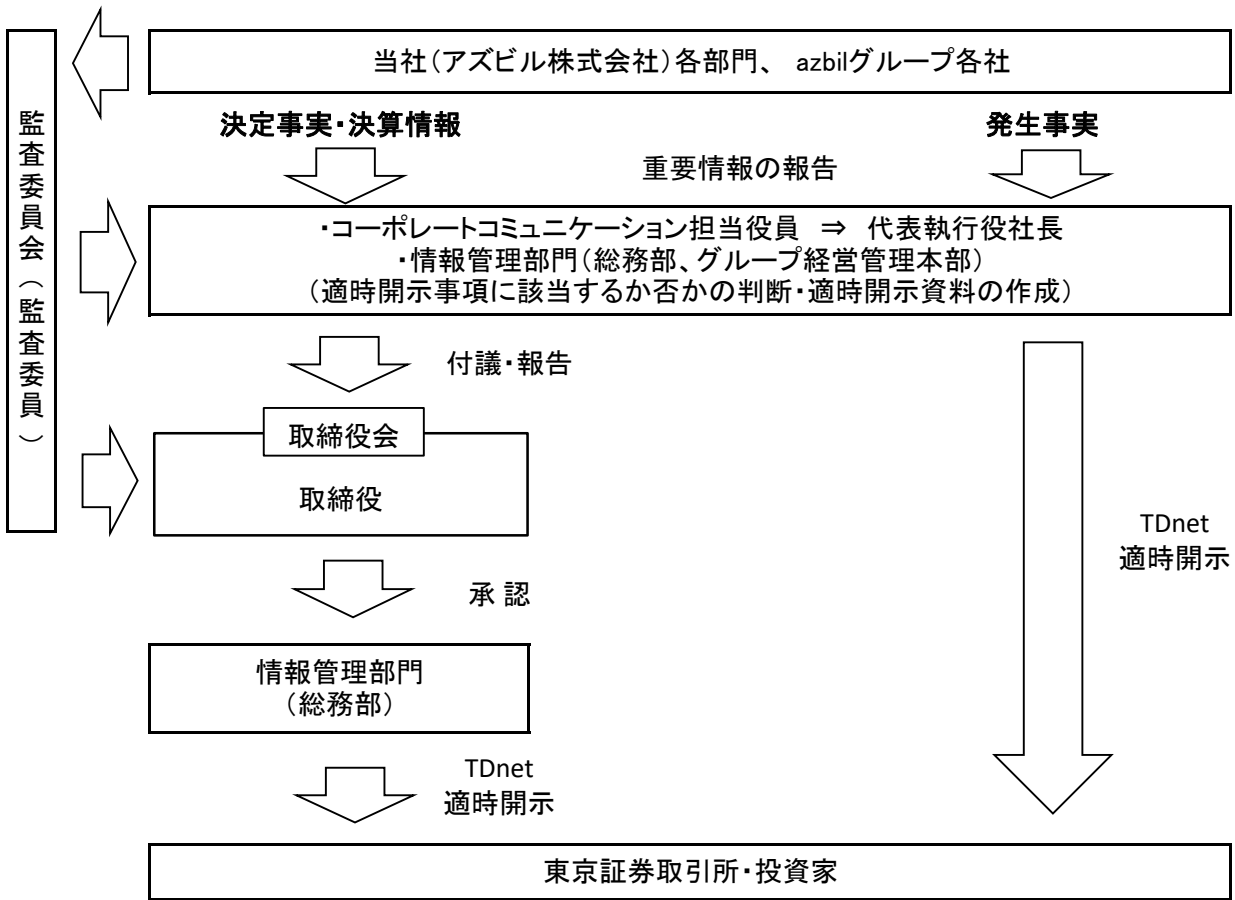 当社(アズビル株式会社)各部門、 azbilグループ各社
監査委員会(監査委員)
決定事実・決算情報
発生事実
重要情報の報告
・コーポレートコミュニケーション担当役員 ⇒ 代表執行役社長
・情報管理部門(総務部、グループ経営管理本部)
(適時開示事項に該当するか否かの判断・適時開示資料の作成)
付議・報告
取締役会
取締役
承 認
情報管理部門
(総務部)
TDnet
適時開示
TDnet
適時開示
東京証券取引所・投資家